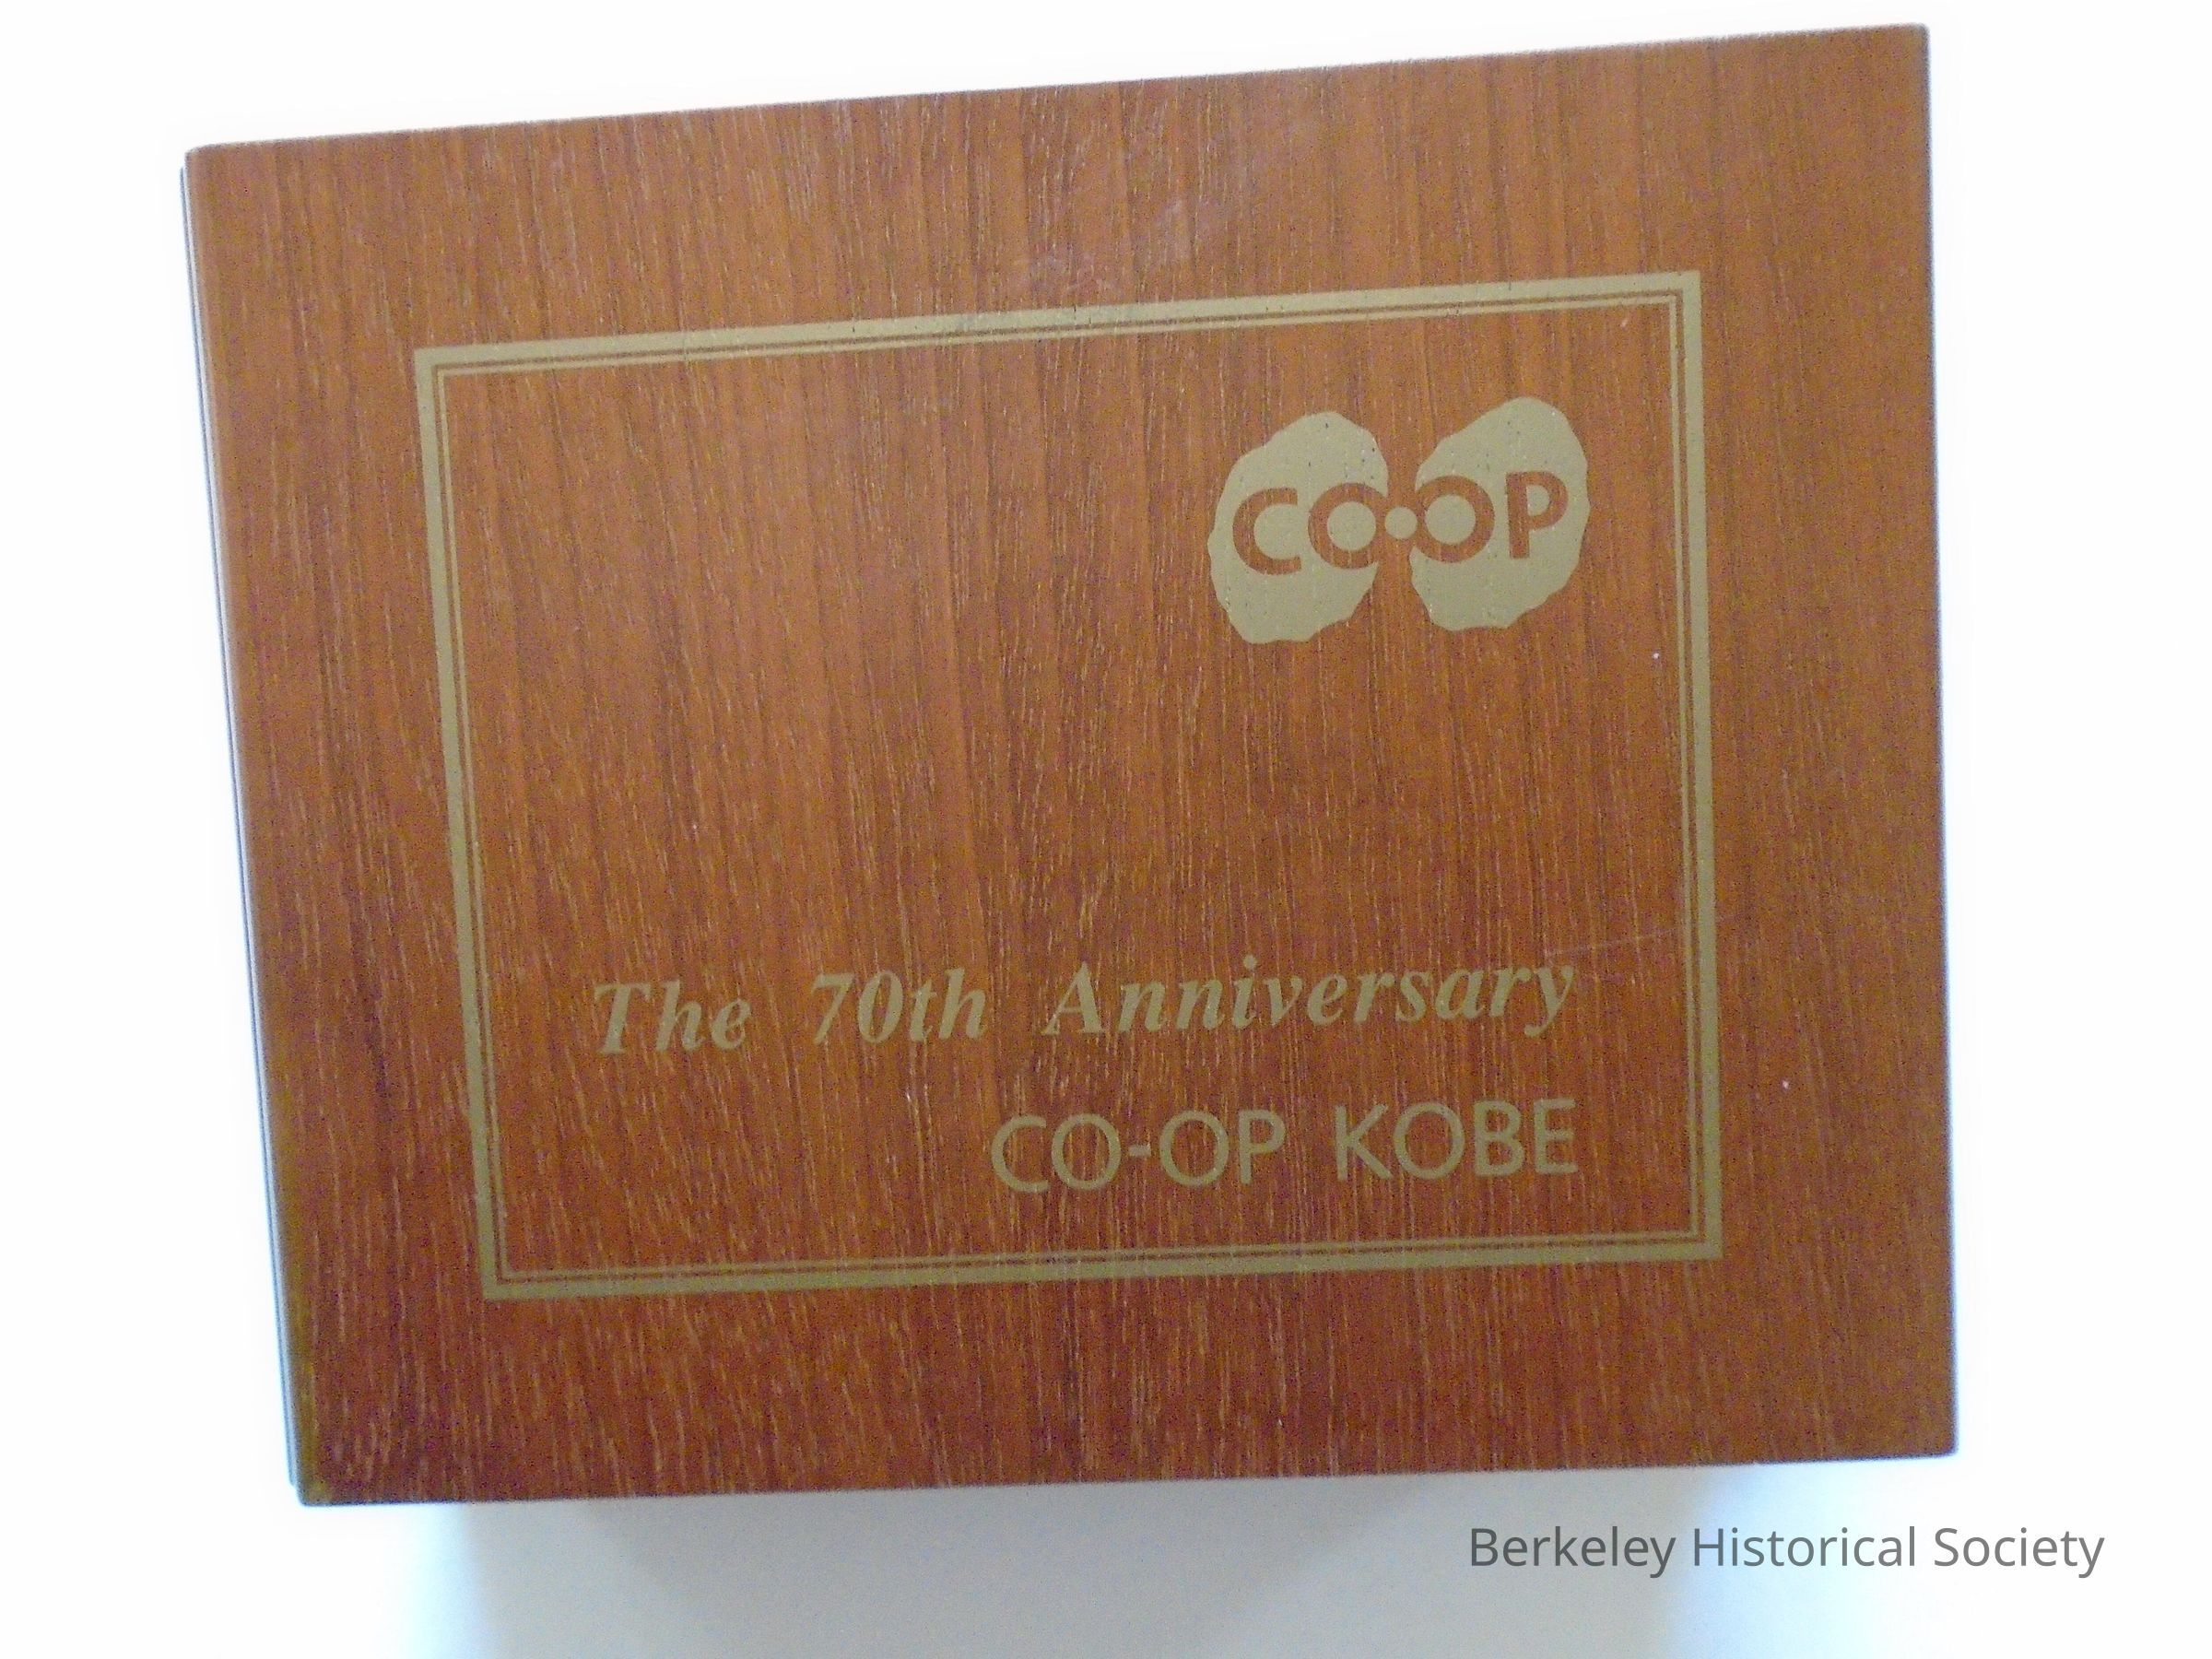 CO•OP
The 70th Anniversary
CO-OP KOBE
Berkeley Historical Society